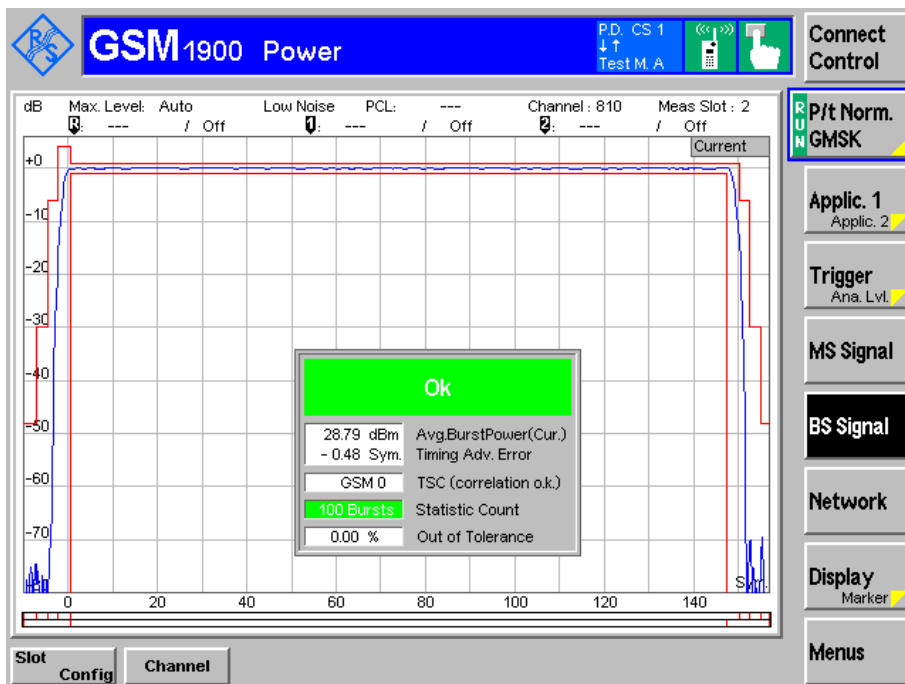 R&S
GSM 1900 Power
P.D. CS 1
Test M. A
Connect Control
dB Max. Level: Auto Low Noise PCL: --- Channel : 810 Meas Slot : 2
R: --- / Off 1: --- / Off 2: --- / Off
RUN
P/t Norm.
GMSK
Current
+0
-10
-20
-30
-40
-50
-60
-70
Ok
28.79 dBm Avg.BurstPower(Cur.)
- 0.48 Sym. Timing Adv. Error
GSM 0 TSC (correlation o.k.)
100 Bursts Statistic Count
0.00 % Out of Tolerance
0 20 40 60 80 100 120 140
Applic. 1
Applic. 2
Trigger
Ana. Lvl.
MS Signal
BS Signal
Network
Display
Marker
Menus
Slot
Config
Channel